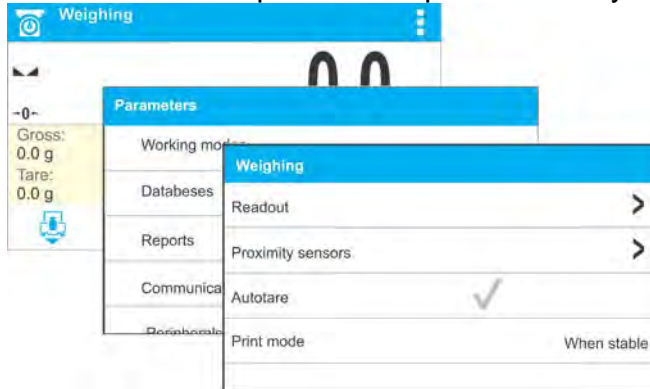 Weighing
0.0
-0-
Gross:
0.0 g
Tare:
0.0 g
Parameters
Working modes
Databeses
Reports
Communica
Peripherals
Weighing
Readout
Proximity sensors
Autotare
Print mode When stable